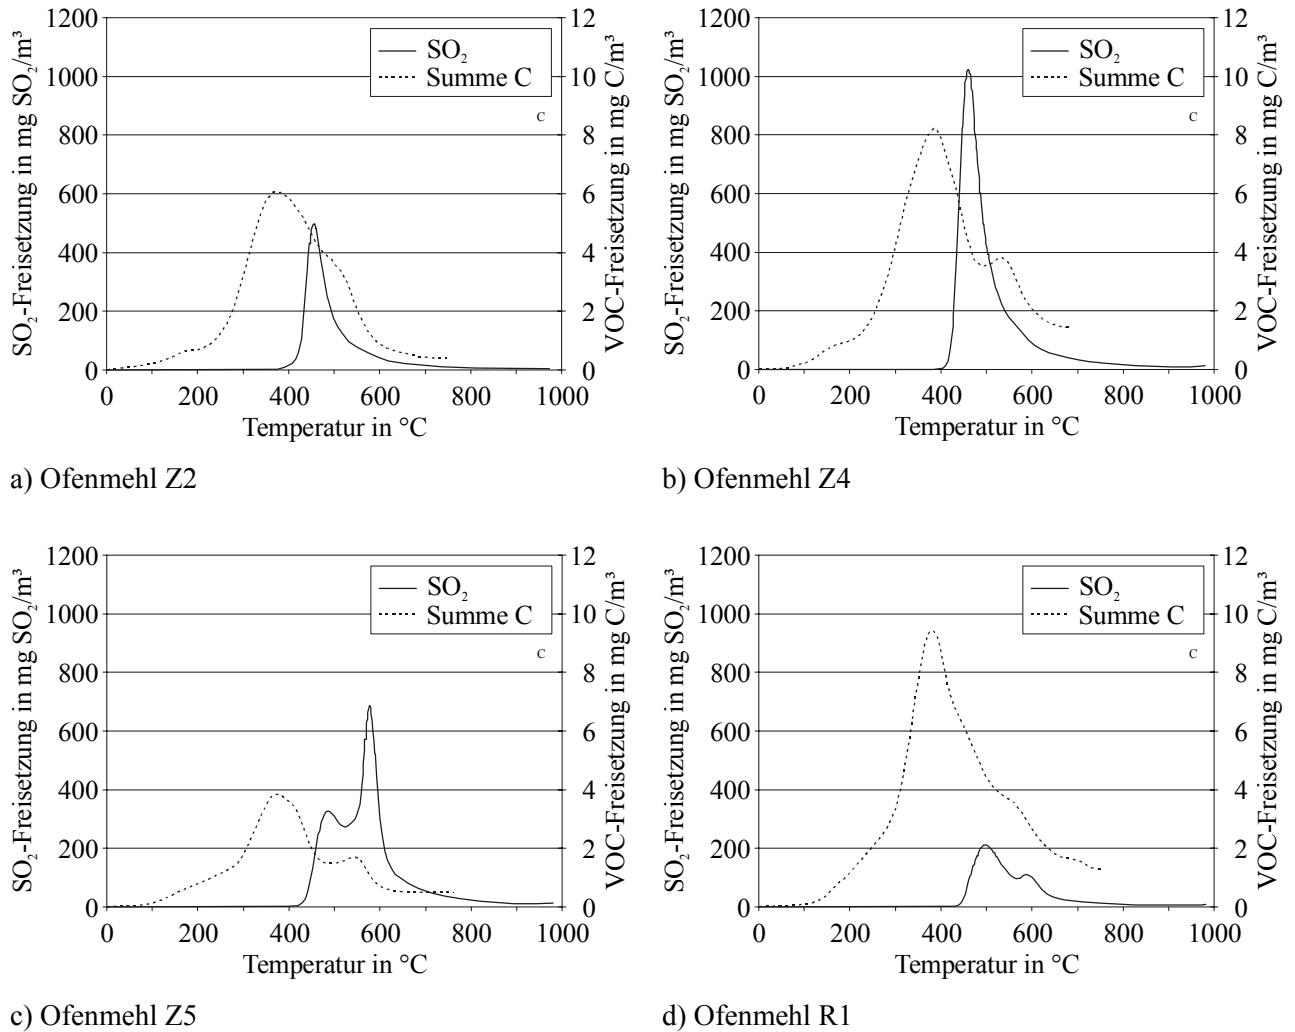 SO₂-Freisetzung in mg SO₂/m³
1200
1000
800
600
400
200
0
SO₂
Summe C
C
12
10
8
6
4
2
0
VOC-Freisetzung in mg C/m³
0 200 400 600 800 1000
Temperatur in °C
a) Ofenmehl Z2
SO₂-Freisetzung in mg SO₂/m³
1200
1000
800
600
400
200
0
SO₂
Summe C
C
12
10
8
6
4
2
0
VOC-Freisetzung in mg C/m³
0 200 400 600 800 1000
Temperatur in °C
b) Ofenmehl Z4
SO₂-Freisetzung in mg SO₂/m³
1200
1000
800
600
400
200
0
SO₂
Summe C
C
12
10
8
6
4
2
0
VOC-Freisetzung in mg C/m³
0 200 400 600 800 1000
Temperatur in °C
c) Ofenmehl Z5
SO₂-Freisetzung in mg SO₂/m³
1200
1000
800
600
400
200
0
SO₂
Summe C
C
12
10
8
6
4
2
0
VOC-Freisetzung in mg C/m³
0 200 400 600 800 1000
Temperatur in °C
d) Ofenmehl R1